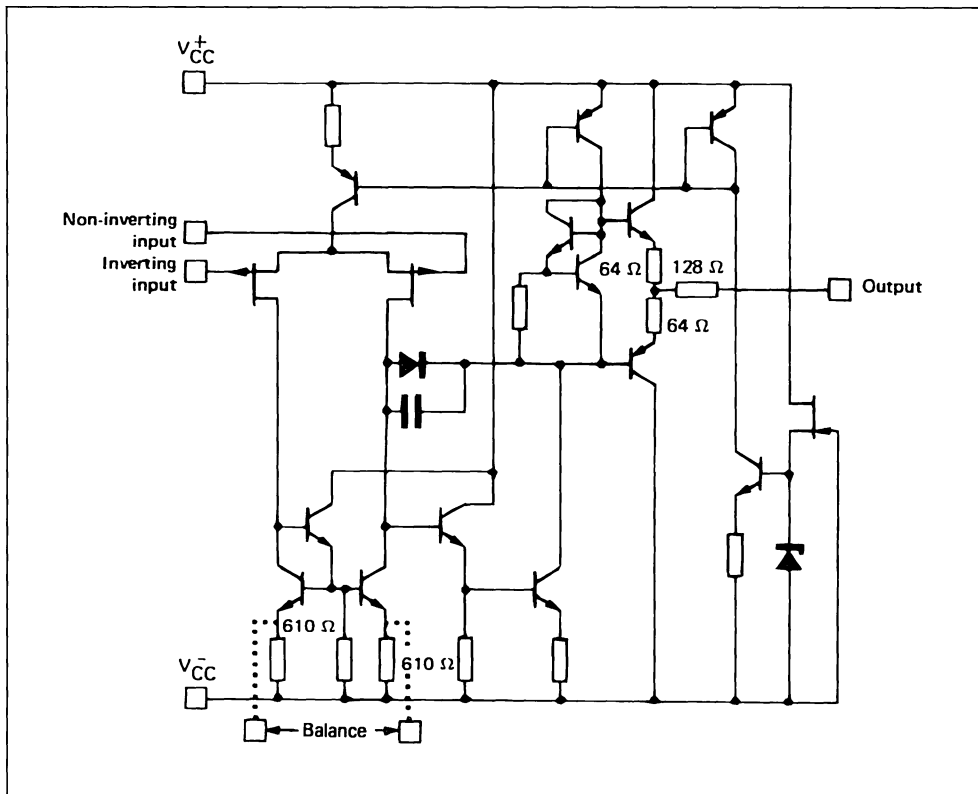 V+CC
Non-inverting
input
Inverting
input
64 Ω
128 Ω
Output
64 Ω
610 Ω
610 Ω
V-CC
Balance